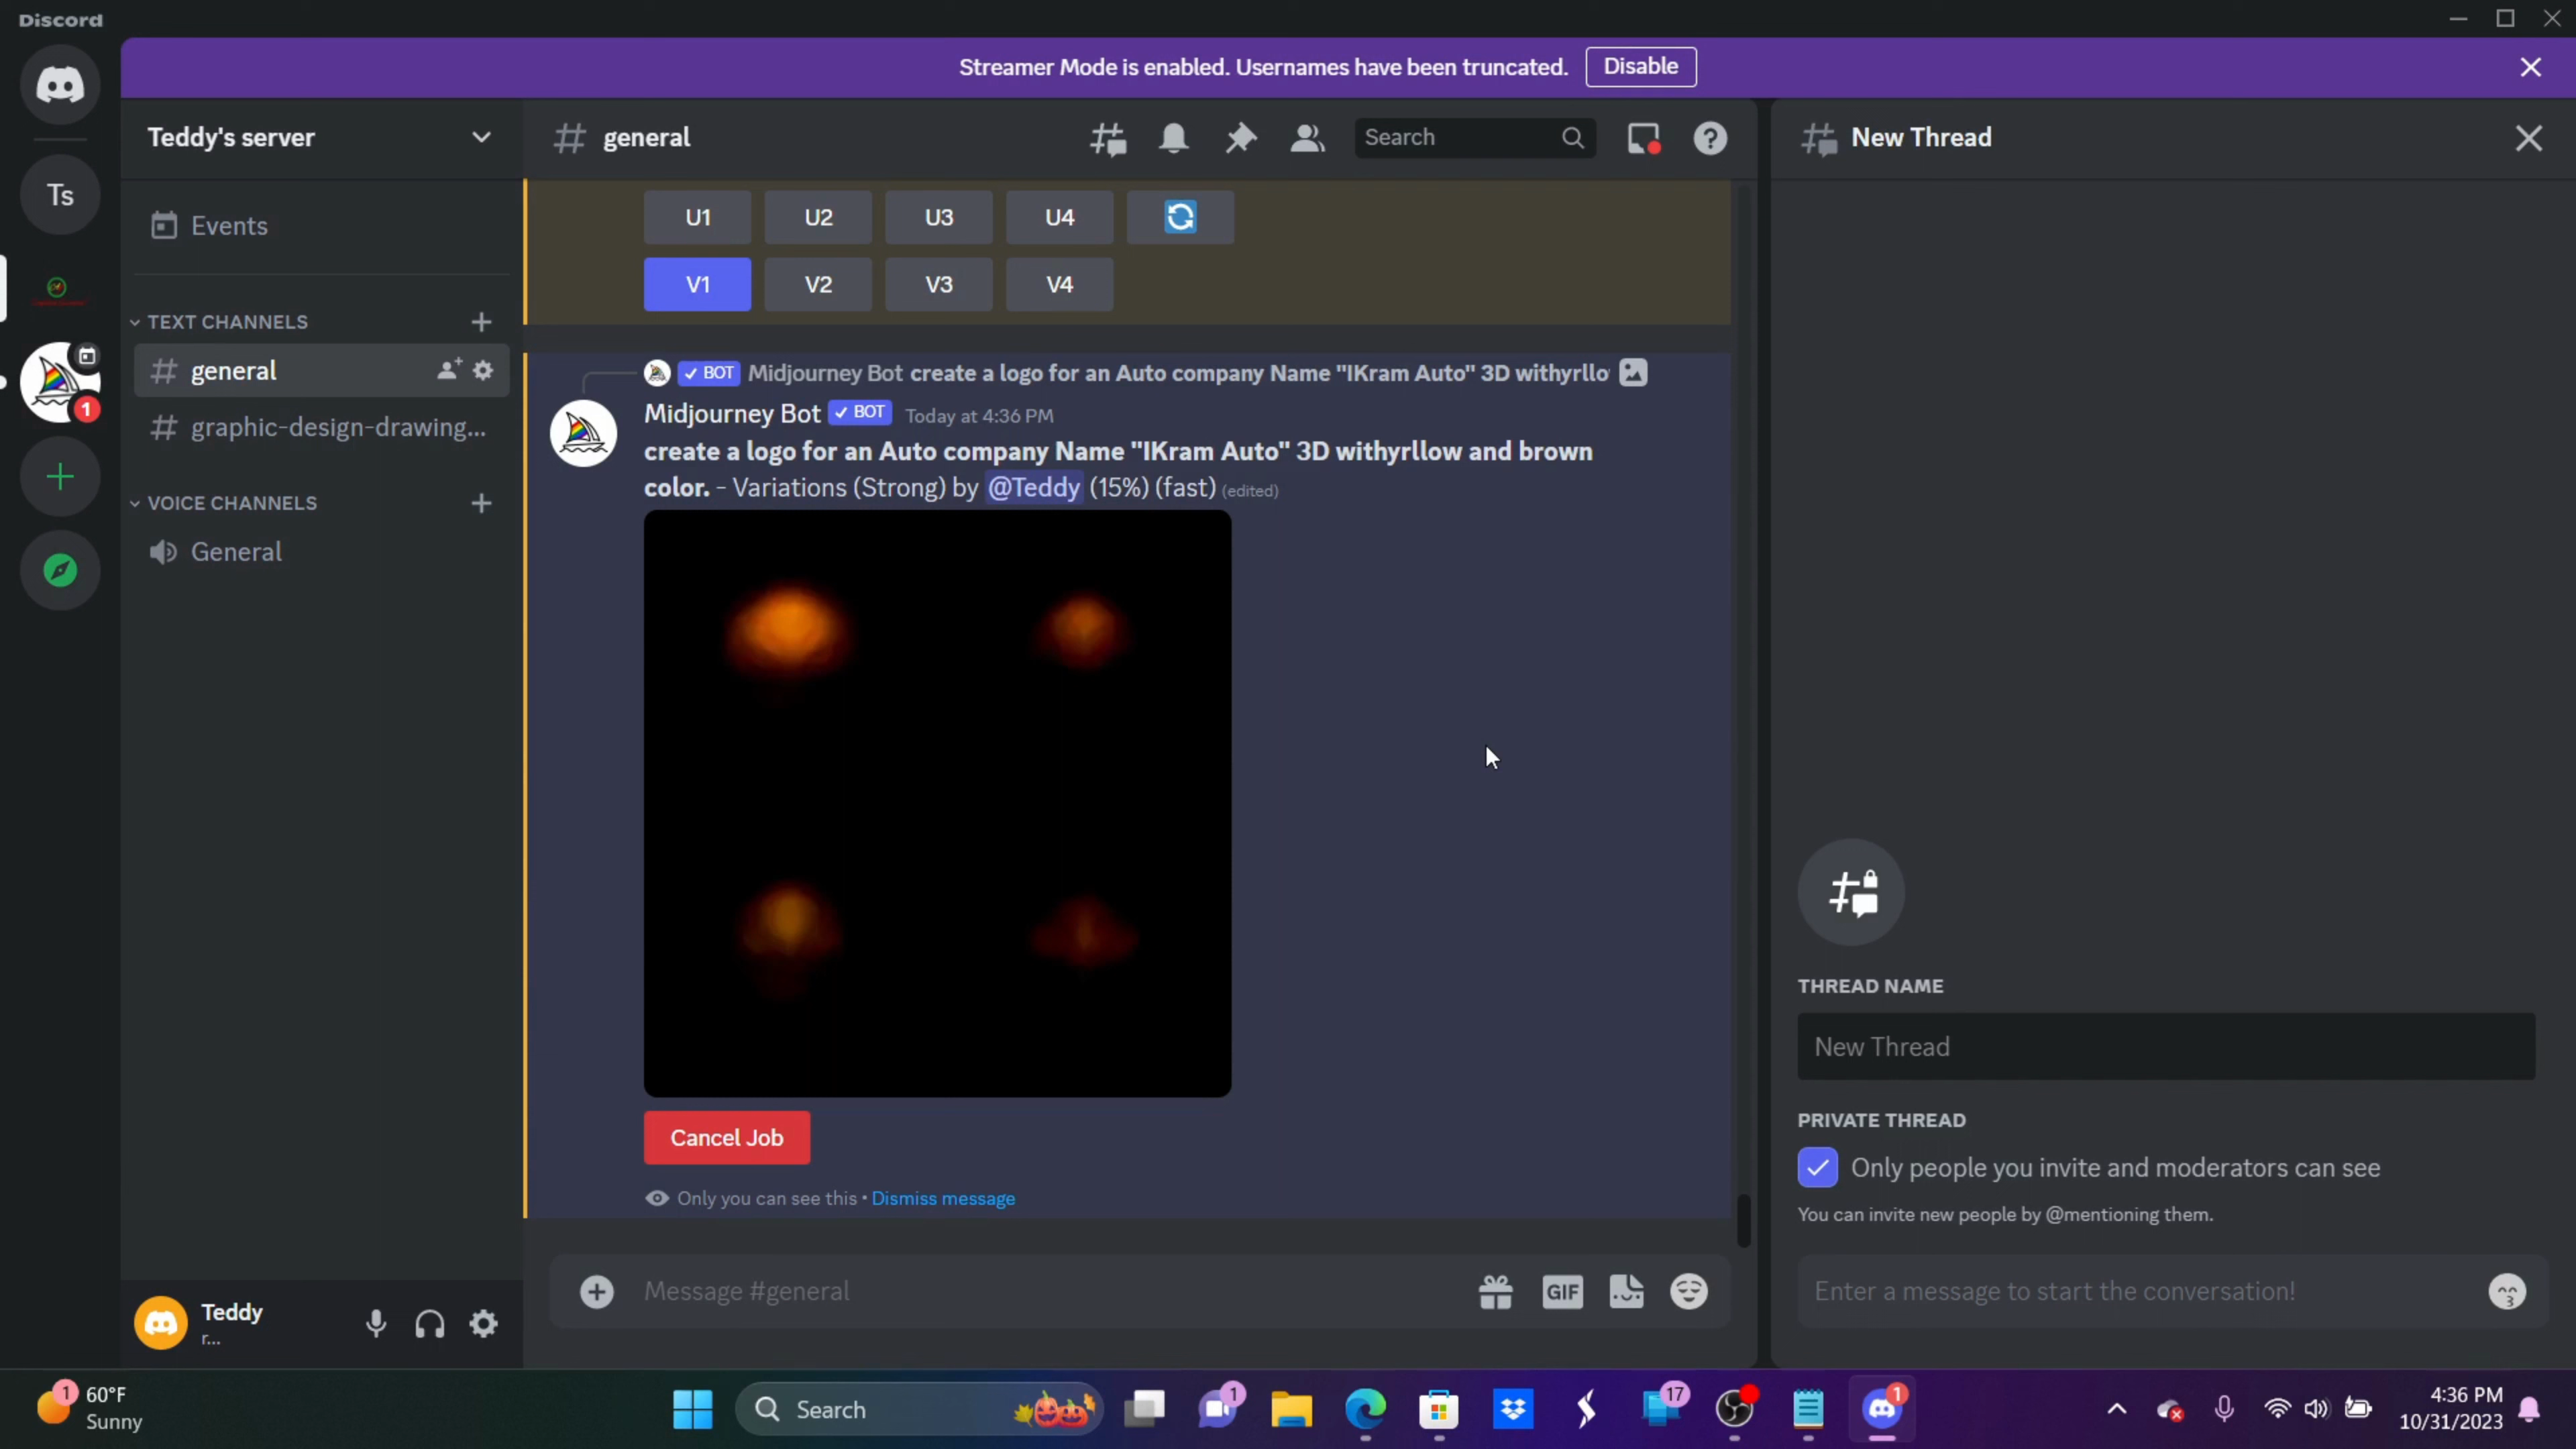 Discord
Streamer Mode is enabled. Usernames have been truncated.
Disable
Teddy's server
Ts
Events
TEXT CHANNELS
general
graphic-design-drawing...
VOICE CHANNELS
General
1
Teddy
r...
general
Search
U1 U2 U3 U4
V1 V2 V3 V4
BOT Midjourney Bot create a logo for an Auto company Name "IKram Auto" 3D withyrllo
Midjourney Bot BOT Today at 4:36 PM
create a logo for an Auto company Name "IKram Auto" 3D withyrllow and brown
color. - Variations (Strong) by @Teddy (15%) (fast) (edited)
Cancel Job
Only you can see this • Dismiss message
Message #general
GIF
New Thread
THREAD NAME
New Thread
PRIVATE THREAD
Only people you invite and moderators can see
You can invite new people by @mentioning them.
Enter a message to start the conversation!
1
60°F
Sunny
Search
1
17
1
4:36 PM
10/31/2023